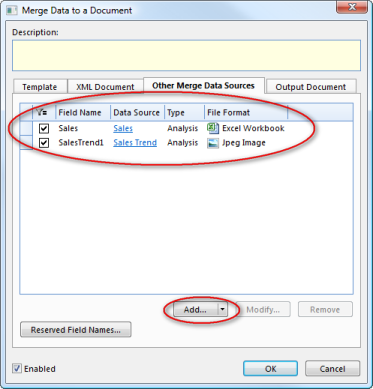 Merge Data to a Document
Description:
Template XML Document Other Merge Data Sources Output Document
Field Name Data Source Type File Format
Sales Sales Analysis Excel Workbook
SalesTrend1 Sales Trend Analysis Jpeg Image
Add... Modify... Remove
Reserved Field Names...
Enabled OK Cancel